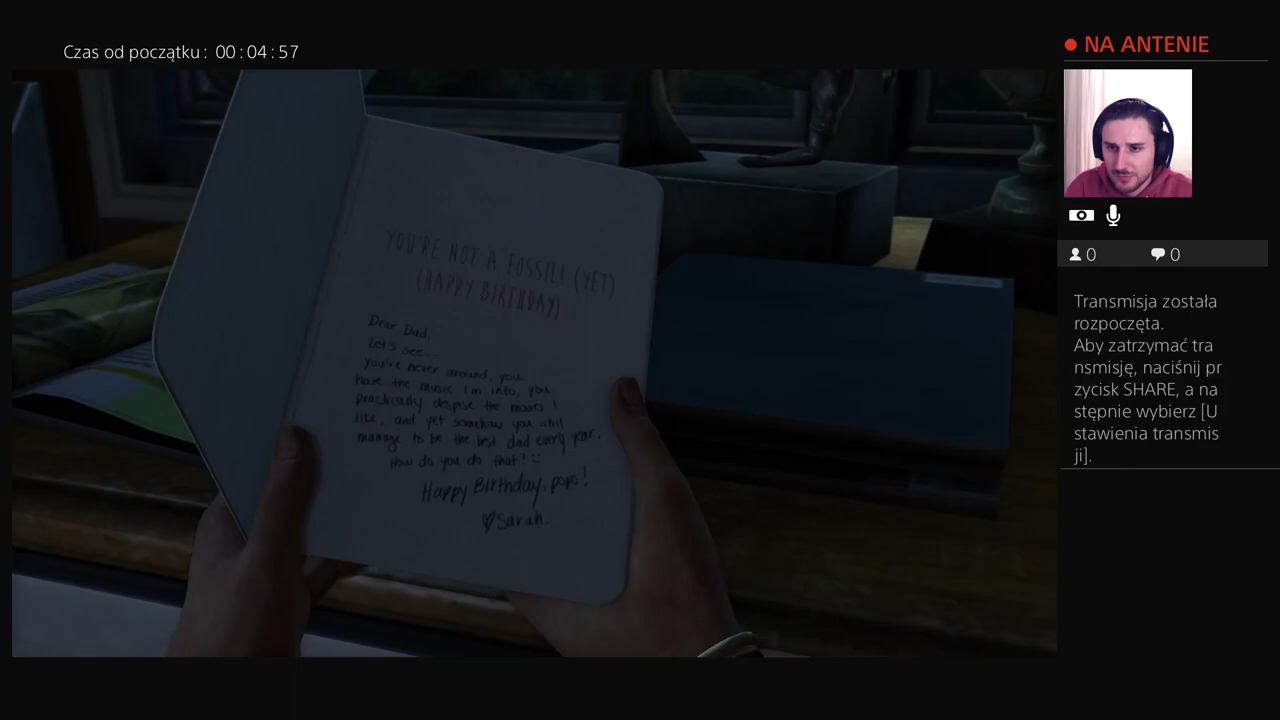 Czas od początku : 00:04:57
NA ANTENIE
0 0
Transmisja została
rozpoczęta.
Aby zatrzymać tra
nsmisję, naciśnij pr
zycisk SHARE, a na
stępnie wybierz [U
stawienia transmis
ji].
YOU'RE NOT A FOSSIL! (YET)
(HAPPY BIRTHDAY)
Dear Dad,
Let's see...
you're never around, you
hate the music I'm into, you
practically despise the movies I
like, and yet somehow you still
manage to be the best dad every year.
How do you do that? :)
Happy Birthday, pops!
♡Sarah.